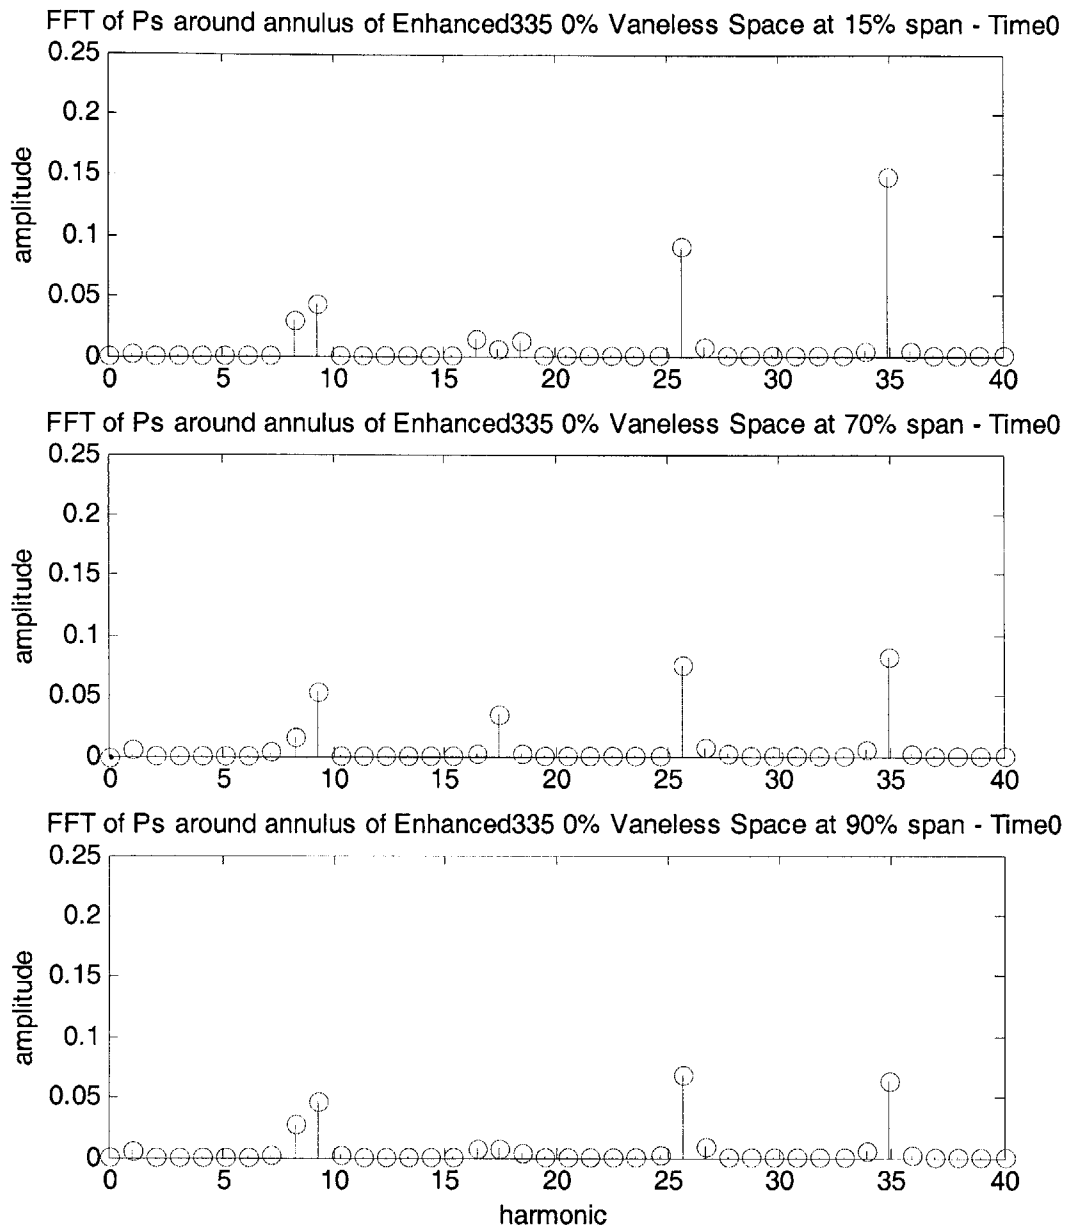 FFT of Ps around annulus of Enhanced335 0% Vaneless Space at 15% span - Time0
0.25
0.2
0.15
0.1
0.05
0
amplitude
0 5 10 15 20 25 30 35 40
FFT of Ps around annulus of Enhanced335 0% Vaneless Space at 70% span - Time0
0.25
0.2
0.15
0.1
0.05
0
amplitude
0 5 10 15 20 25 30 35 40
FFT of Ps around annulus of Enhanced335 0% Vaneless Space at 90% span - Time0
0.25
0.2
0.15
0.1
0.05
0
amplitude
0 5 10 15 20 25 30 35 40
harmonic